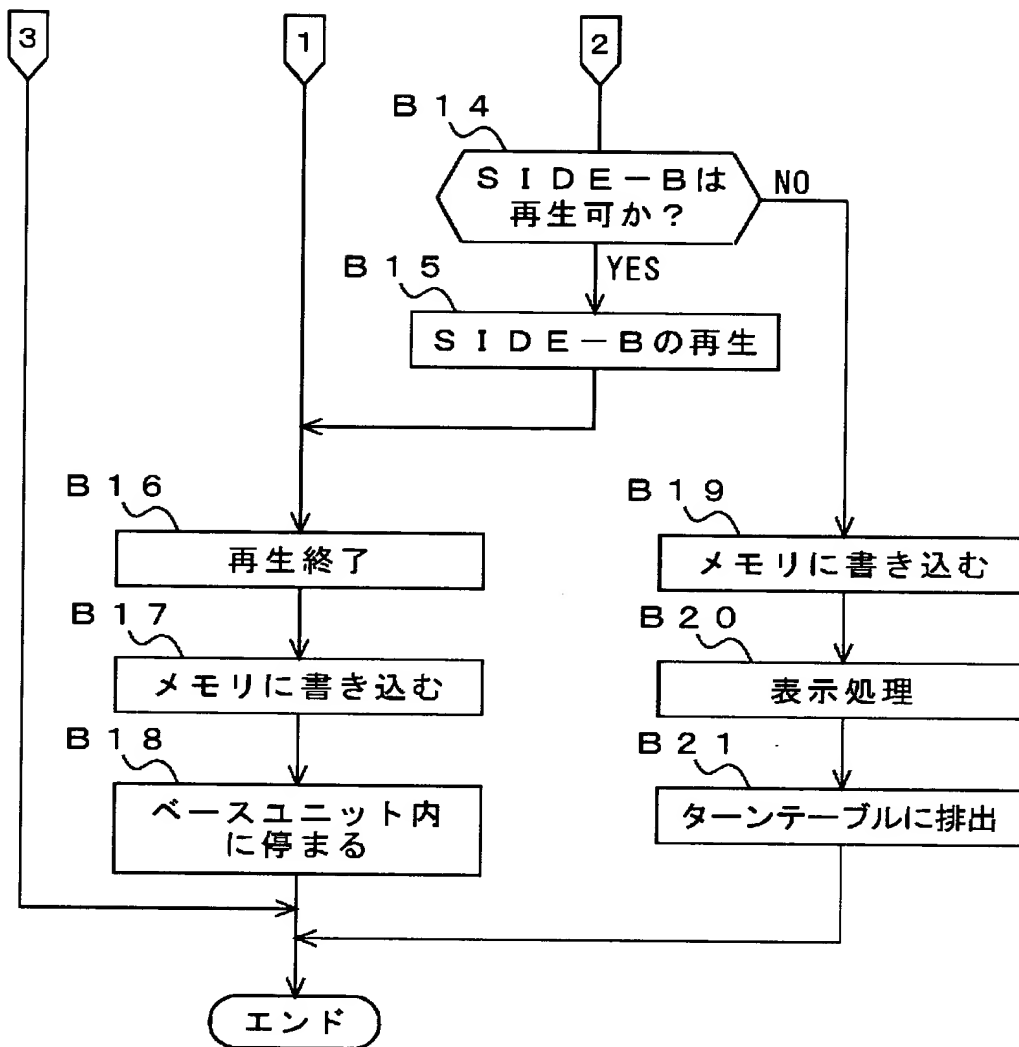 3
1
2
B14
SIDE-Bは
再生可か?
NO
YES
B15
SIDE-Bの再生
B16
再生終了
B17
メモリに書き込む
B18
ベースユニット内
に停まる
B19
メモリに書き込む
B20
表示処理
B21
ターンテーブルに排出
エンド